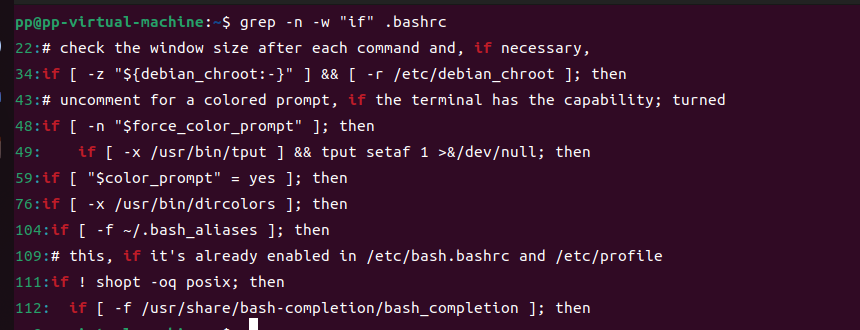 pp@pp-virtual-machine:~$ grep -n -w "if" .bashrc
22:# check the window size after each command and, if necessary,
34:if [ -z "${debian_chroot:-}" ] && [ -r /etc/debian_chroot ]; then
43:# uncomment for a colored prompt, if the terminal has the capability; turned
48:if [ -n "$force_color_prompt" ]; then
49:    if [ -x /usr/bin/tput ] && tput setaf 1 >&/dev/null; then
59:if [ "$color_prompt" = yes ]; then
76:if [ -x /usr/bin/dircolors ]; then
104:if [ -f ~/.bash_aliases ]; then
109:# this, if it's already enabled in /etc/bash.bashrc and /etc/profile
111:if ! shopt -oq posix; then
112:  if [ -f /usr/share/bash-completion/bash_completion ]; then